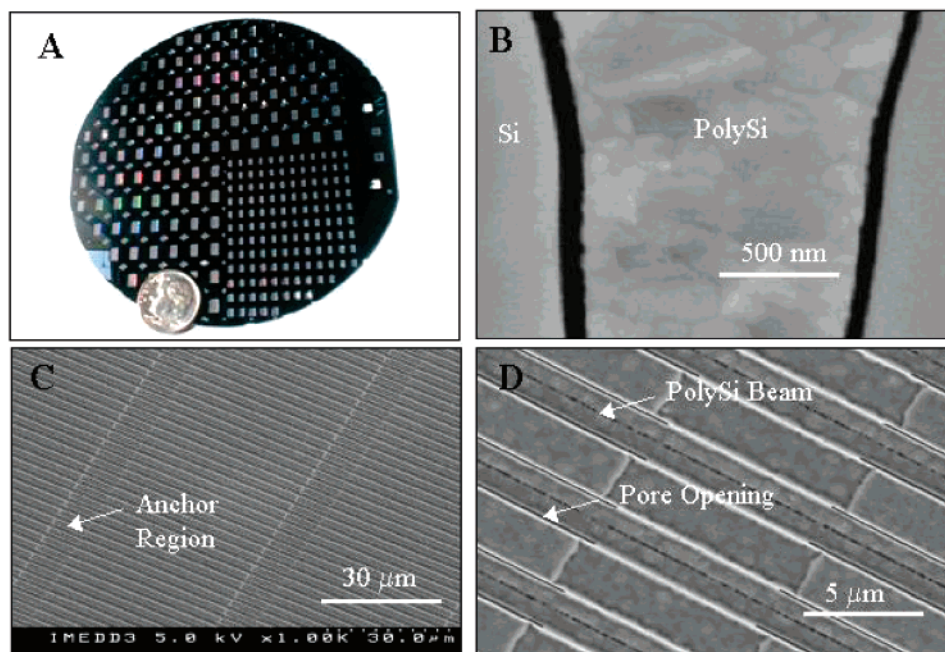 A
B
Si
PolySi
500 nm
C
Anchor
Region
30 μm
IMEDD3 5.0 kV x1.00K 30.0μm
D
PolySi Beam
Pore Opening
5 μm